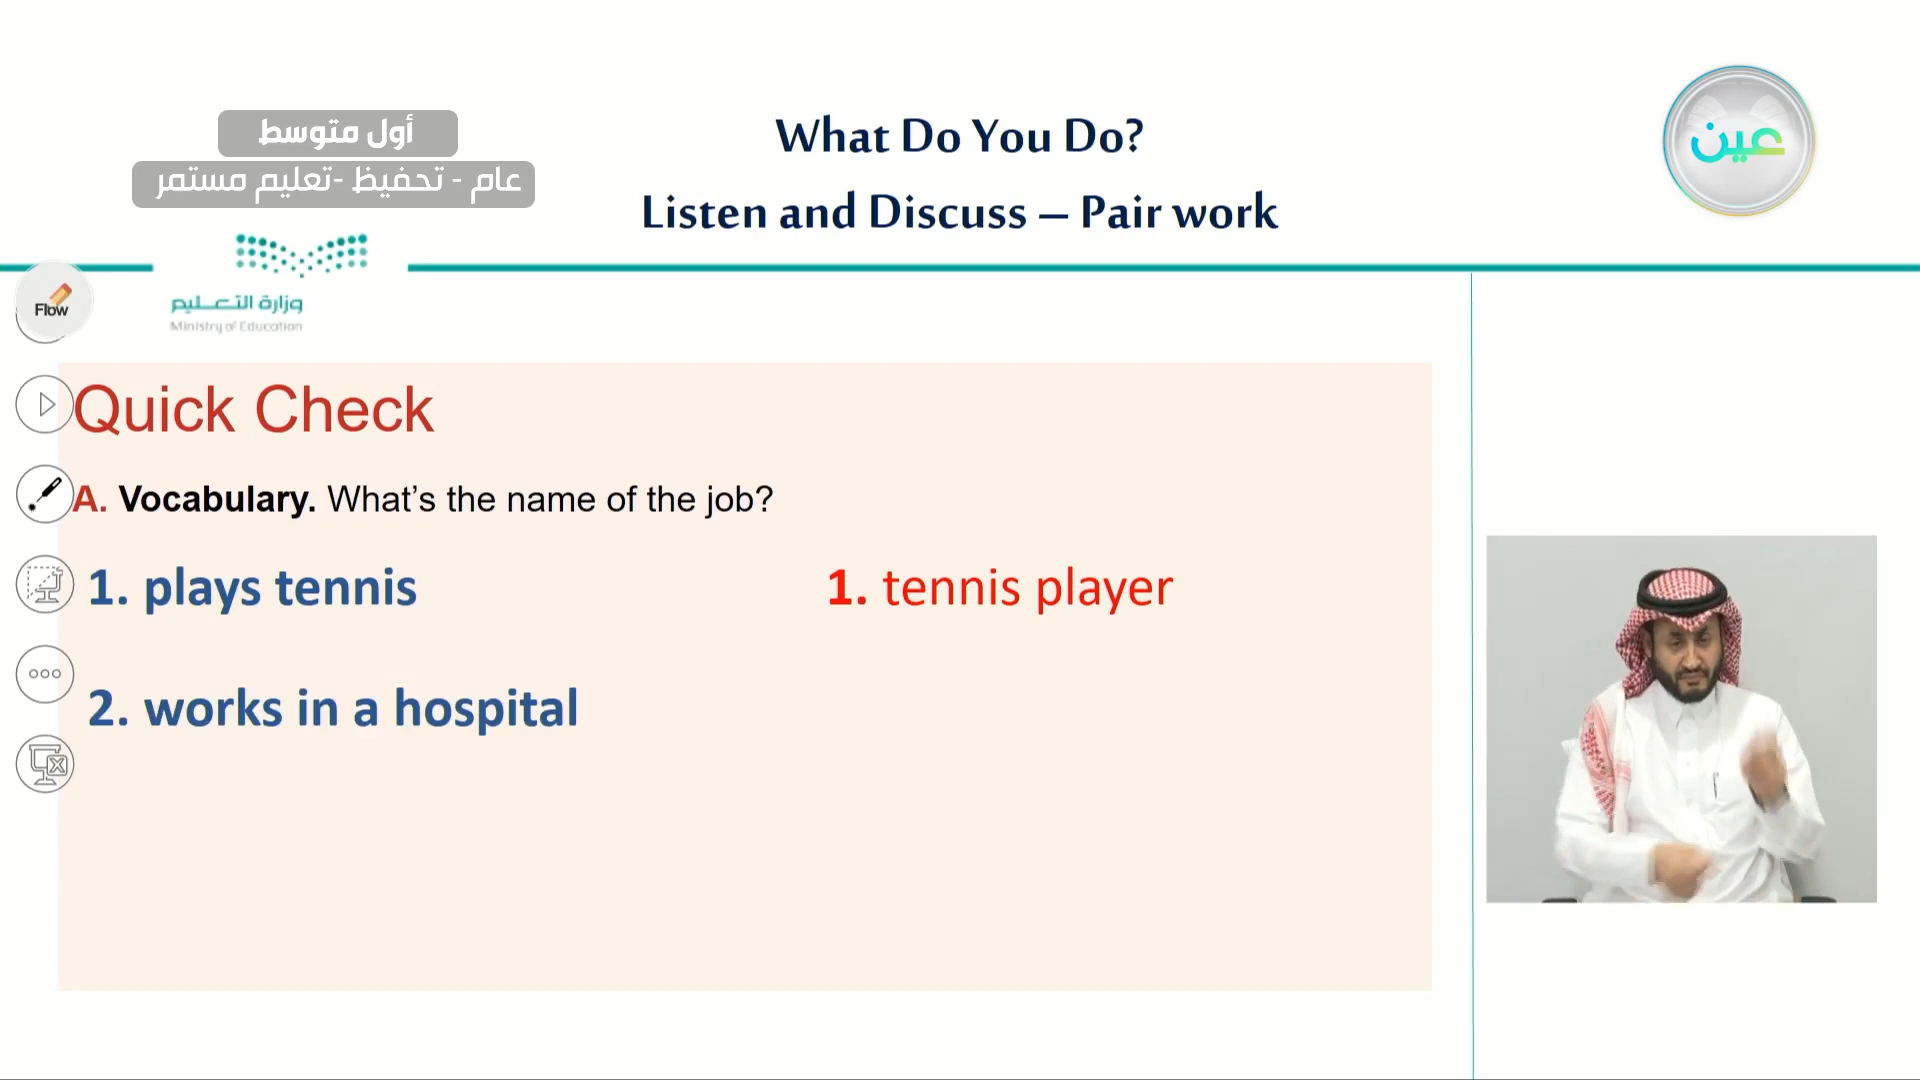 أول متوسط
عام - تحفيظ -تعليم مستمر
What Do You Do?
Listen and Discuss – Pair work
عين
وزارة التعليم
Ministry of Education
Flow
Quick Check
A. Vocabulary. What's the name of the job?
1. plays tennis
1. tennis player
2. works in a hospital